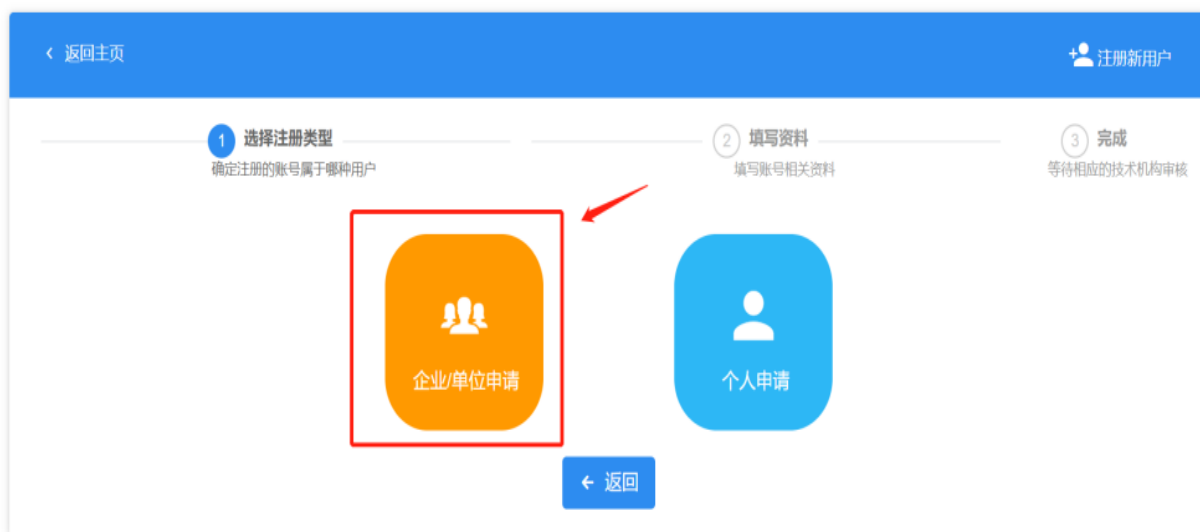 返回主页
注册新用户
1 选择注册类型
确定注册的账号属于哪种用户
2 填写资料
填写账号相关资料
3 完成
等待相应的技术机构审核
企业/单位申请
个人申请
返回